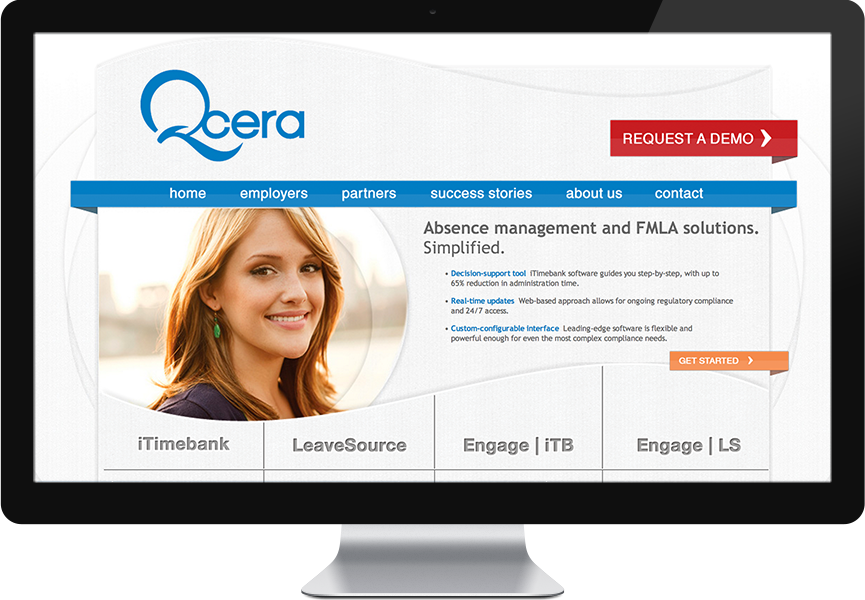 Qcera
REQUEST A DEMO
home employers partners success stories about us contact
Absence management and FMLA solutions.
Simplified.
• Decision-support tool iTimebank software guides you step-by-step, with up to
65% reduction in administration time.
• Real-time updates Web-based approach allows for ongoing regulatory compliance
and 24/7 access.
• Custom-configurable interface Leading-edge software is flexible and
powerful enough for even the most complex compliance needs.
GET STARTED
iTimebank LeaveSource Engage | iTB Engage | LS